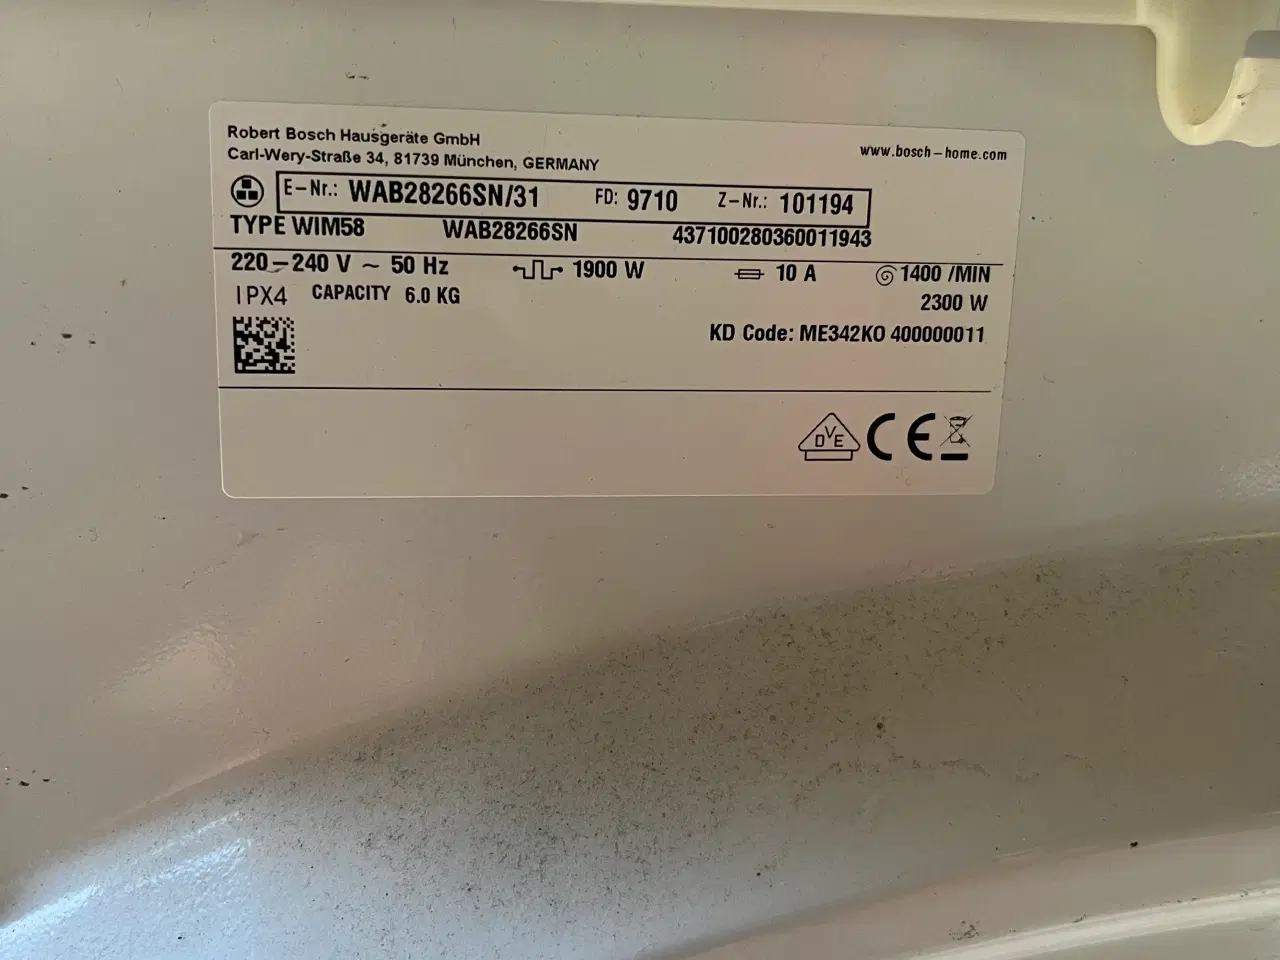 Robert Bosch Hausgeräte GmbH
Carl-Wery-Straße 34, 81739 München, GERMANY
www.bosch-home.com
E-Nr.: WAB28266SN/31 FD: 9710 Z-Nr.: 101194
TYPE WIM58 WAB28266SN 437100280360011943
220-240 V ~ 50 Hz 1900 W 10 A 1400 /MIN
IPX4 CAPACITY 6.0 KG 2300 W
KD Code: ME342KO 400000011
DVE CE